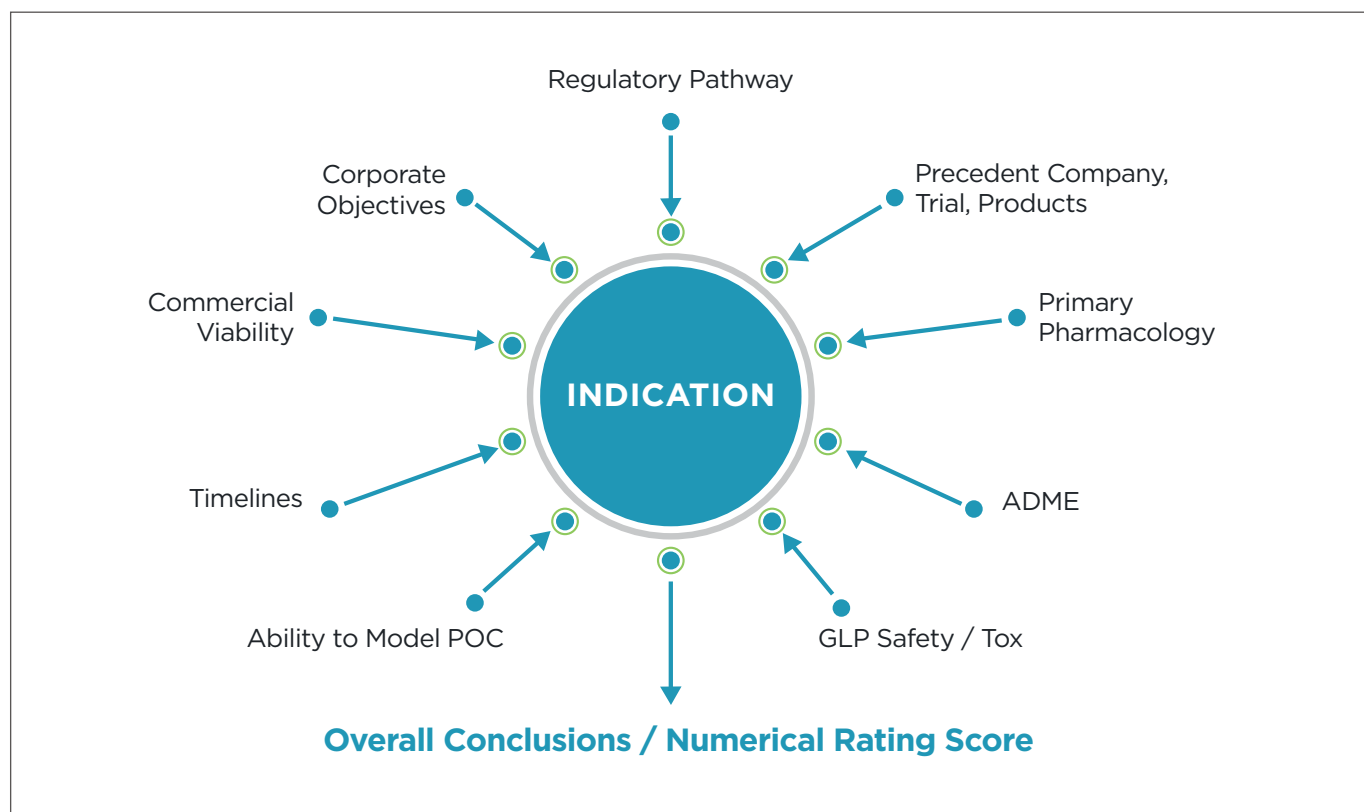 Regulatory Pathway
Corporate
Objectives
Precedent Company,
Trial, Products
Commercial
Viability
Primary
Pharmacology
INDICATION
Timelines
ADME
Ability to Model POC
GLP Safety / Tox
Overall Conclusions / Numerical Rating Score